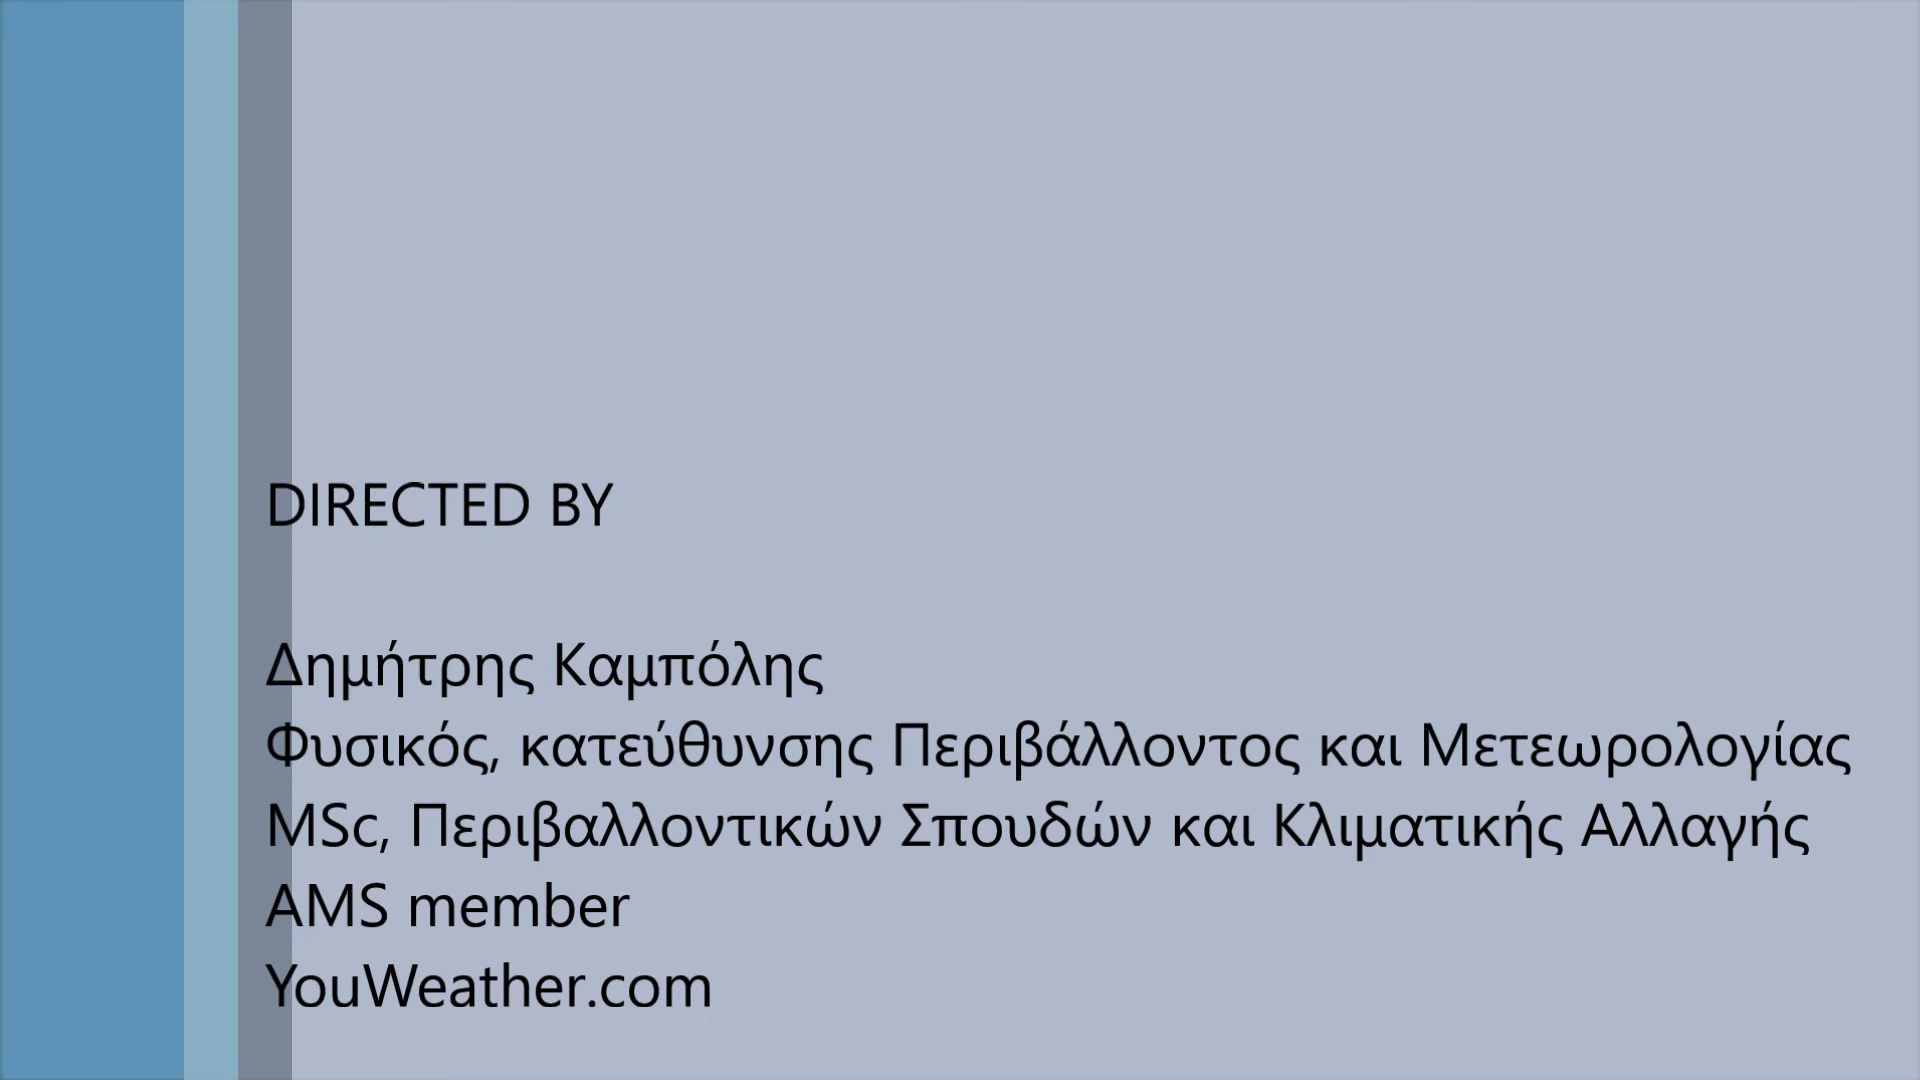 DIRECTED BY
Δημήτρης Καμπόλης
Φυσικός, κατεύθυνσης Περιβάλλοντος και Μετεωρολογίας
MSc, Περιβαλλοντικών Σπουδών και Κλιματικής Αλλαγής
AMS member
YouWeather.com